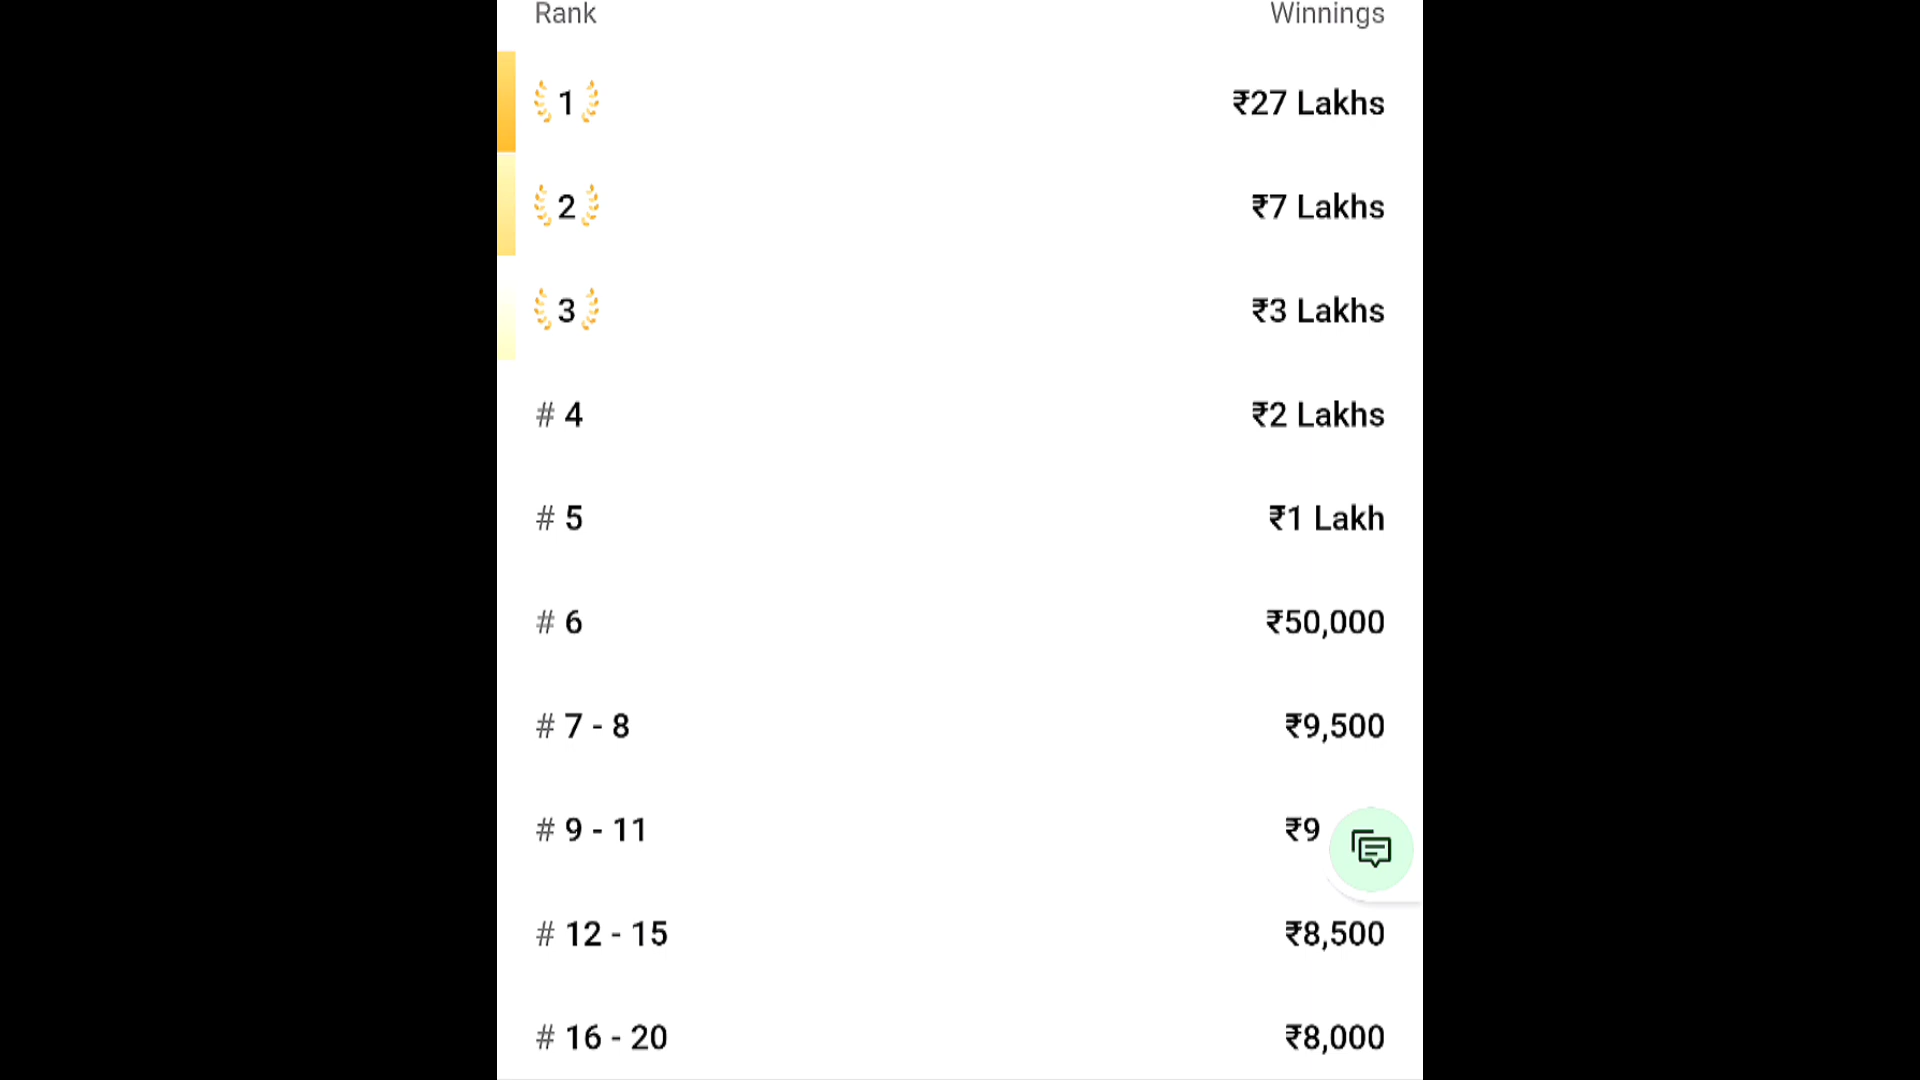 Rank Winnings
1 ₹27 Lakhs
2 ₹7 Lakhs
3 ₹3 Lakhs
# 4 ₹2 Lakhs
# 5 ₹1 Lakh
# 6 ₹50,000
# 7 - 8 ₹9,500
# 9 - 11 ₹9
# 12 - 15 ₹8,500
# 16 - 20 ₹8,000